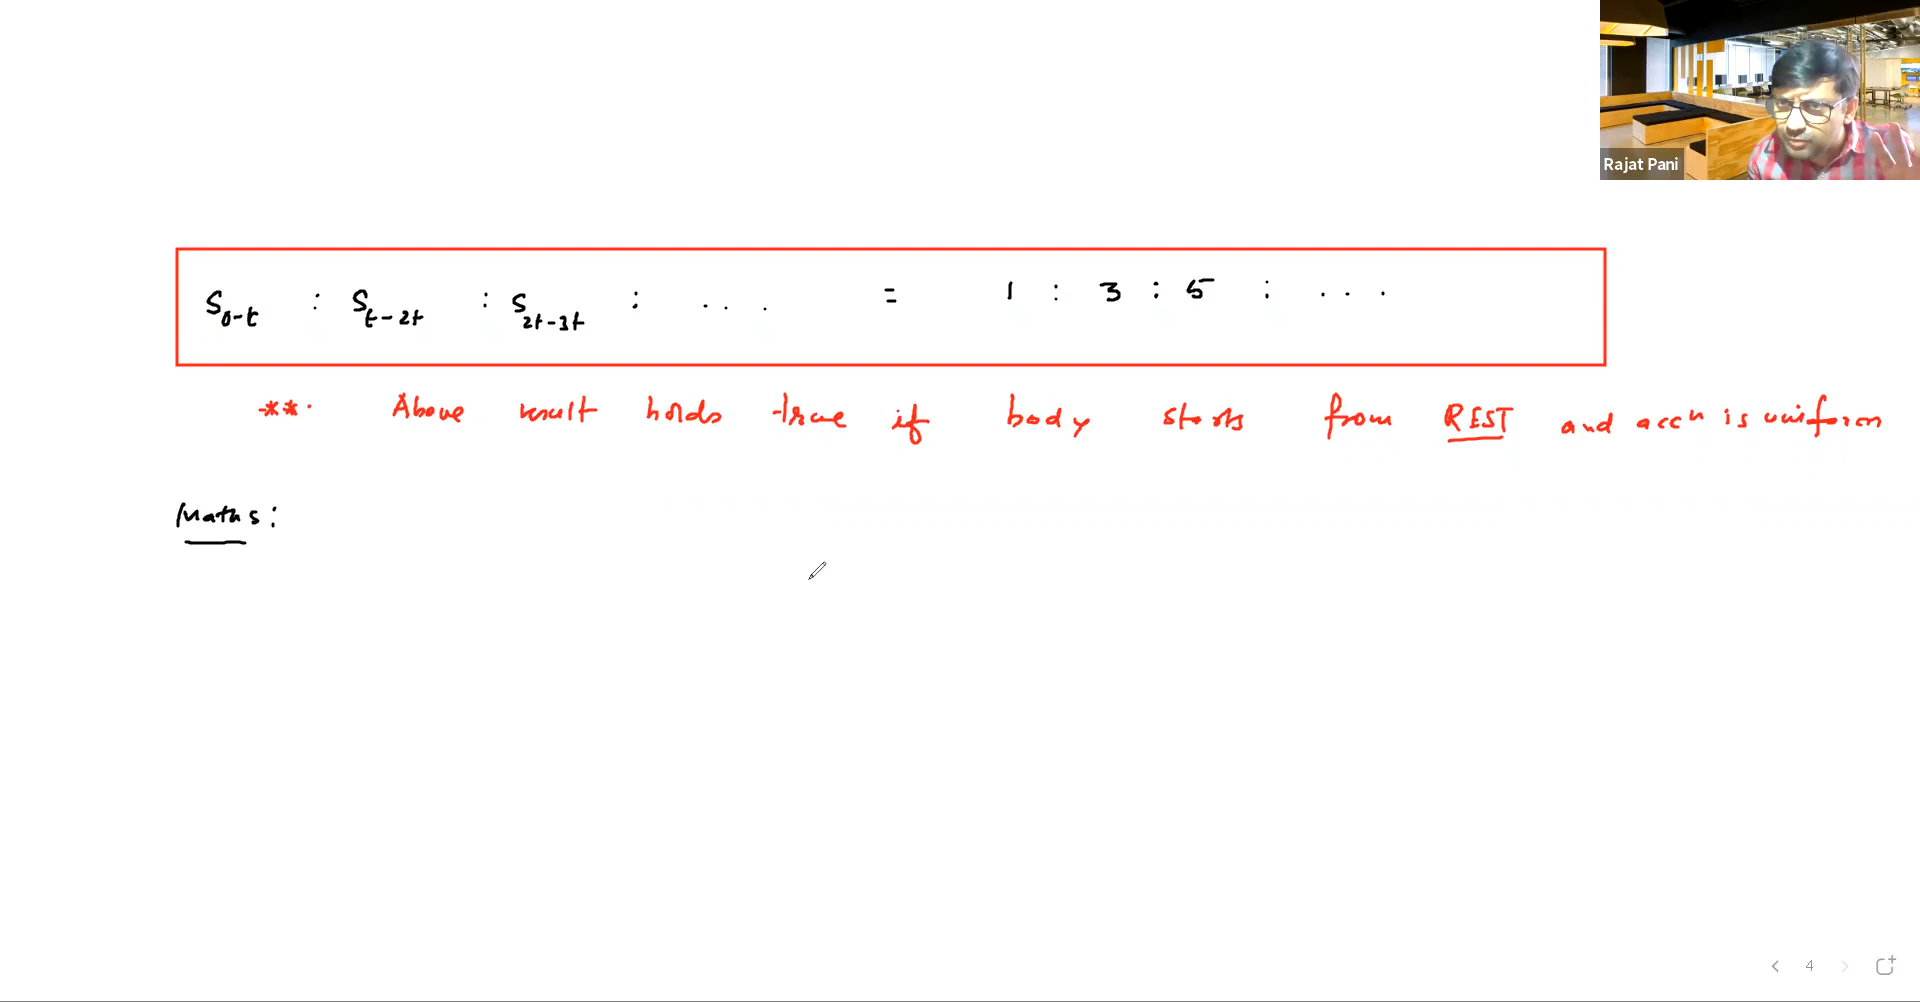 Rajat Pani
S0-t : St-2t : S2t-3t : . . . = 1 : 3 : 5 : . . .
**. Above result holds true if body starts from REST and accn is uniform
Maths:
4